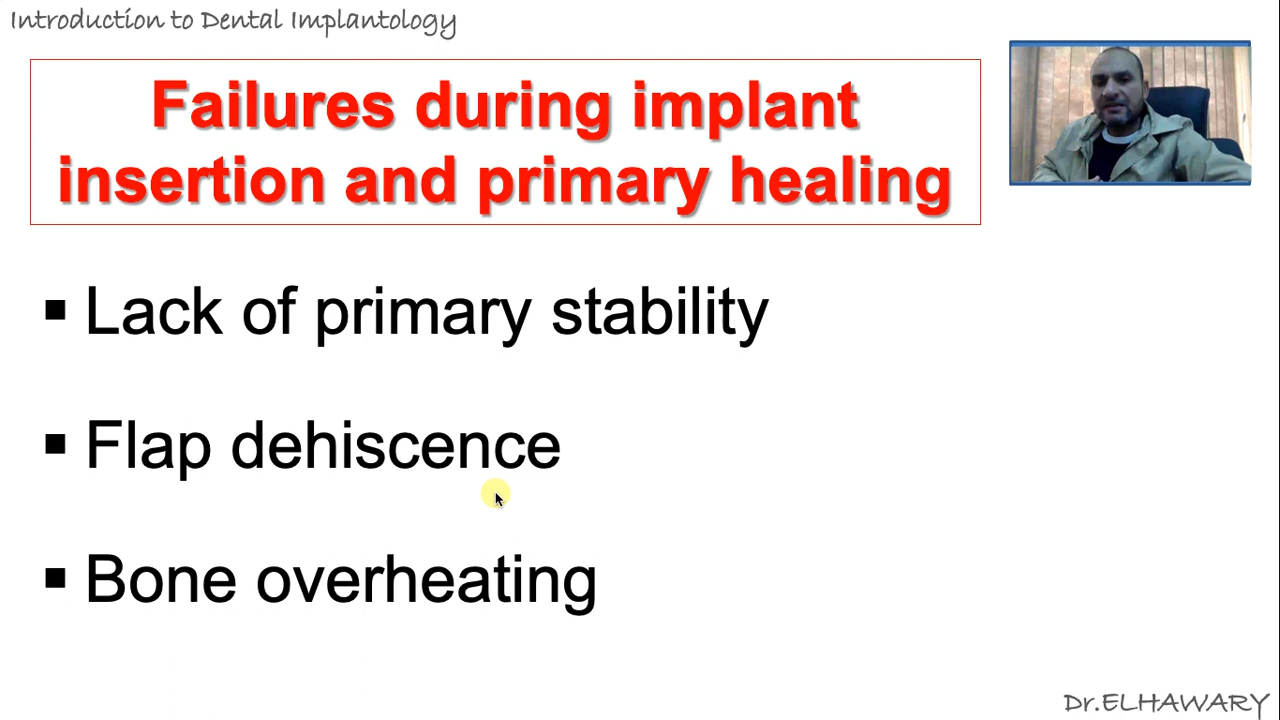 Introduction to Dental Implantology
Failures during implant
insertion and primary healing
▪ Lack of primary stability
▪ Flap dehiscence
▪ Bone overheating
Dr.ELHAWARY